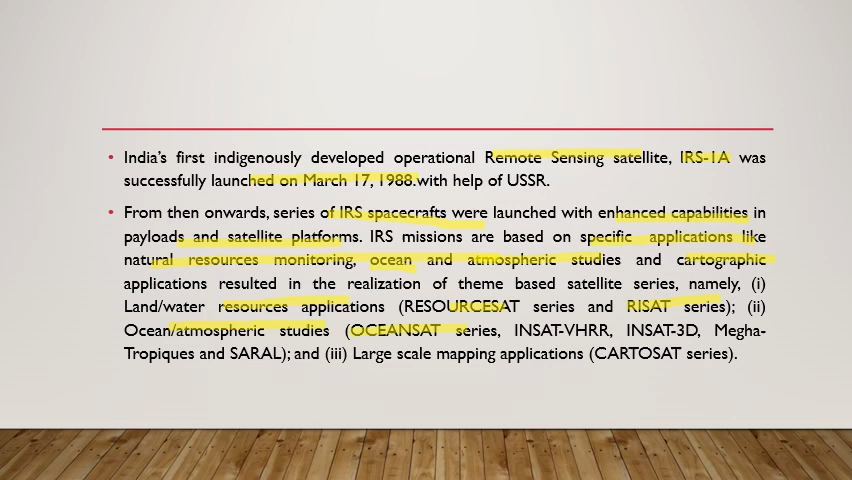 • India's first indigenously developed operational Remote Sensing satellite, IRS-1A was
successfully launched on March 17, 1988.with help of USSR.
• From then onwards, series of IRS spacecrafts were launched with enhanced capabilities in
payloads and satellite platforms. IRS missions are based on specific applications like
natural resources monitoring, ocean and atmospheric studies and cartographic
applications resulted in the realization of theme based satellite series, namely, (i)
Land/water resources applications (RESOURCESAT series and RISAT series); (ii)
Ocean/atmospheric studies (OCEANSAT series, INSAT-VHRR, INSAT-3D, Megha-
Tropiques and SARAL); and (iii) Large scale mapping applications (CARTOSAT series).